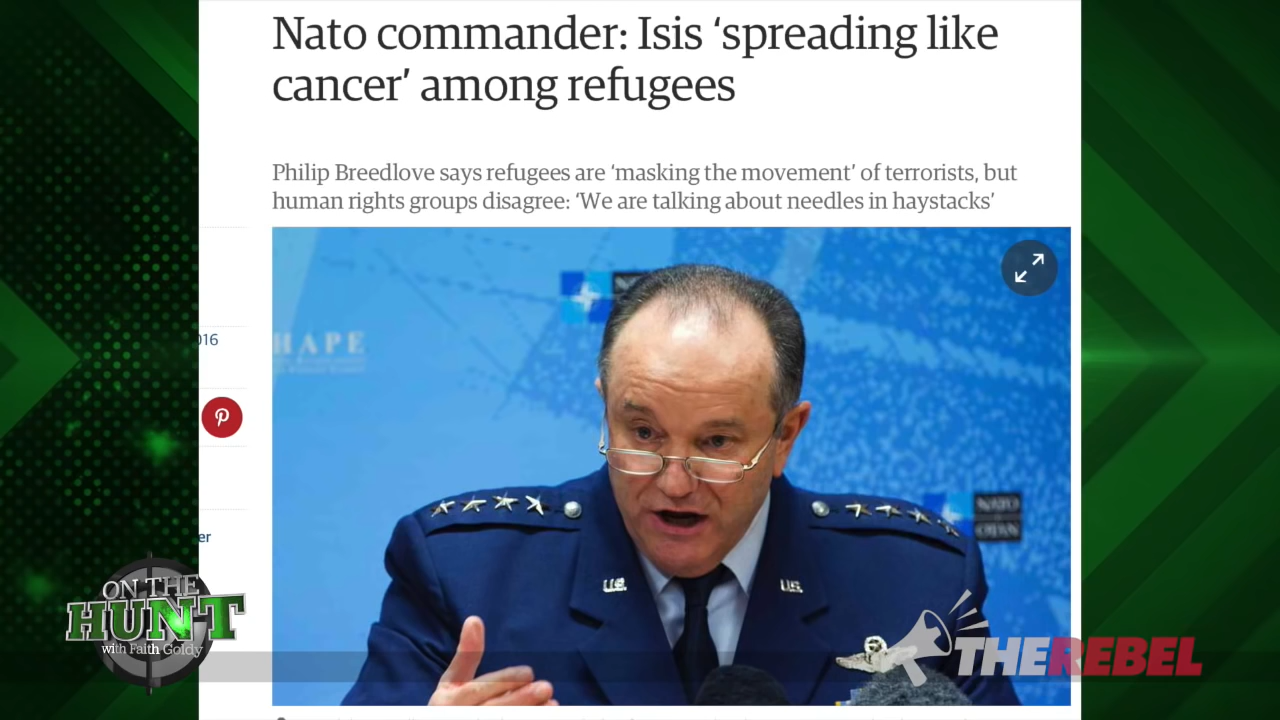 Nato commander: Isis ‘spreading like
cancer’ among refugees
Philip Breedlove says refugees are ‘masking the movement’ of terrorists, but
human rights groups disagree: ‘We are talking about needles in haystacks’
HAPE
NATO
OTAN
U.S.
U.S.
016
er
ON THE
HUNT
with Faith Goldy
THEREBEL